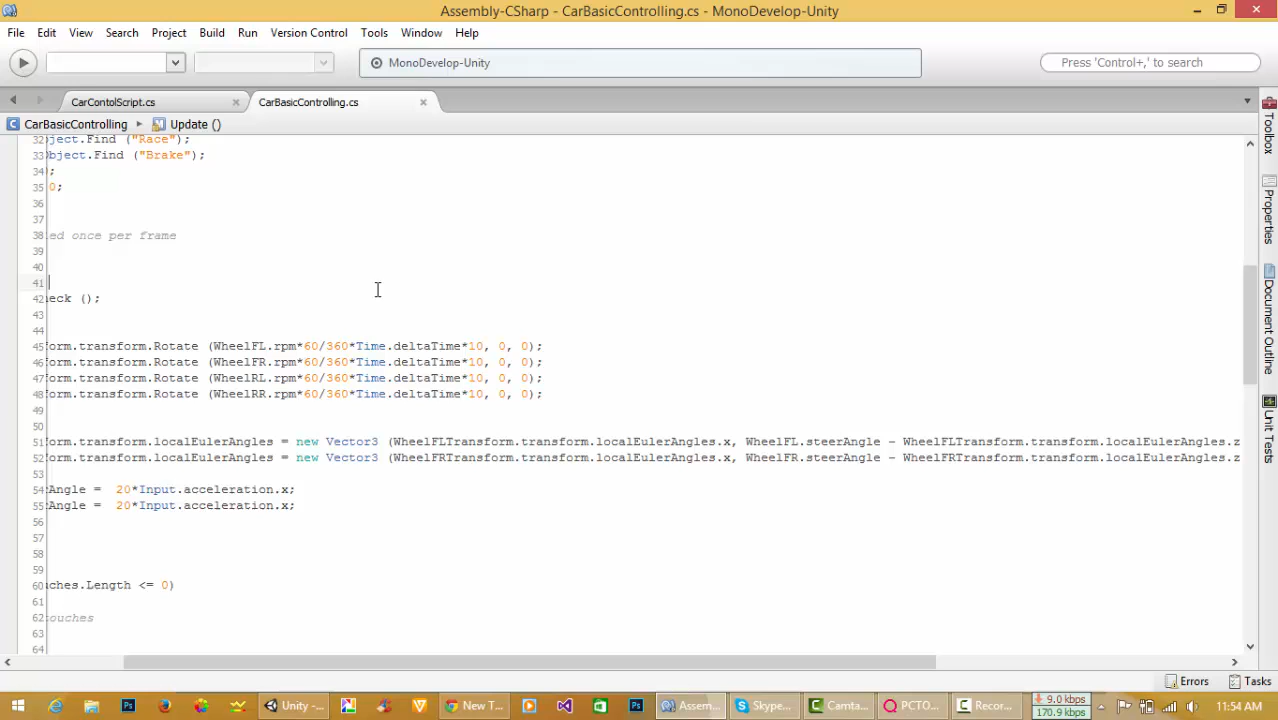 Assembly-CSharp - CarBasicControlling.cs - MonoDevelop-Unity
File Edit View Search Project Build Run Version Control Tools Window Help
MonoDevelop-Unity
Press 'Control+,' to search
CarContolScript.cs
CarBasicControlling.cs
CarBasicControlling
Update ()
32 ject.Find ("Race");
33 bject.Find ("Brake");
34 ;
35 0;
36
37
38 ed once per frame
39
40
41
42 eck ();
43
44
45 orm.transform.Rotate (WheelFL.rpm*60/360*Time.deltaTime*10, 0, 0);
46 orm.transform.Rotate (WheelFR.rpm*60/360*Time.deltaTime*10, 0, 0);
47 orm.transform.Rotate (WheelRL.rpm*60/360*Time.deltaTime*10, 0, 0);
48 orm.transform.Rotate (WheelRR.rpm*60/360*Time.deltaTime*10, 0, 0);
49
50
51 orm.transform.localEulerAngles = new Vector3 (WheelFLTransform.transform.localEulerAngles.x, WheelFL.steerAngle - WheelFLTransform.transform.localEulerAngles.z
52 orm.transform.localEulerAngles = new Vector3 (WheelFRTransform.transform.localEulerAngles.x, WheelFR.steerAngle - WheelFRTransform.transform.localEulerAngles.z
53
54 Angle = 20*Input.acceleration.x;
55 Angle = 20*Input.acceleration.x;
56
57
58
59
60 ches.Length <= 0)
61
62 ouches
63
64
Toolbox
Properties
Document Outline
Unit Tests
Errors
Tasks
Unity -...
New T...
Assem...
Skype...
Camta...
PCTO...
Recor...
9.0 kbps
170.9 kbps
11:54 AM